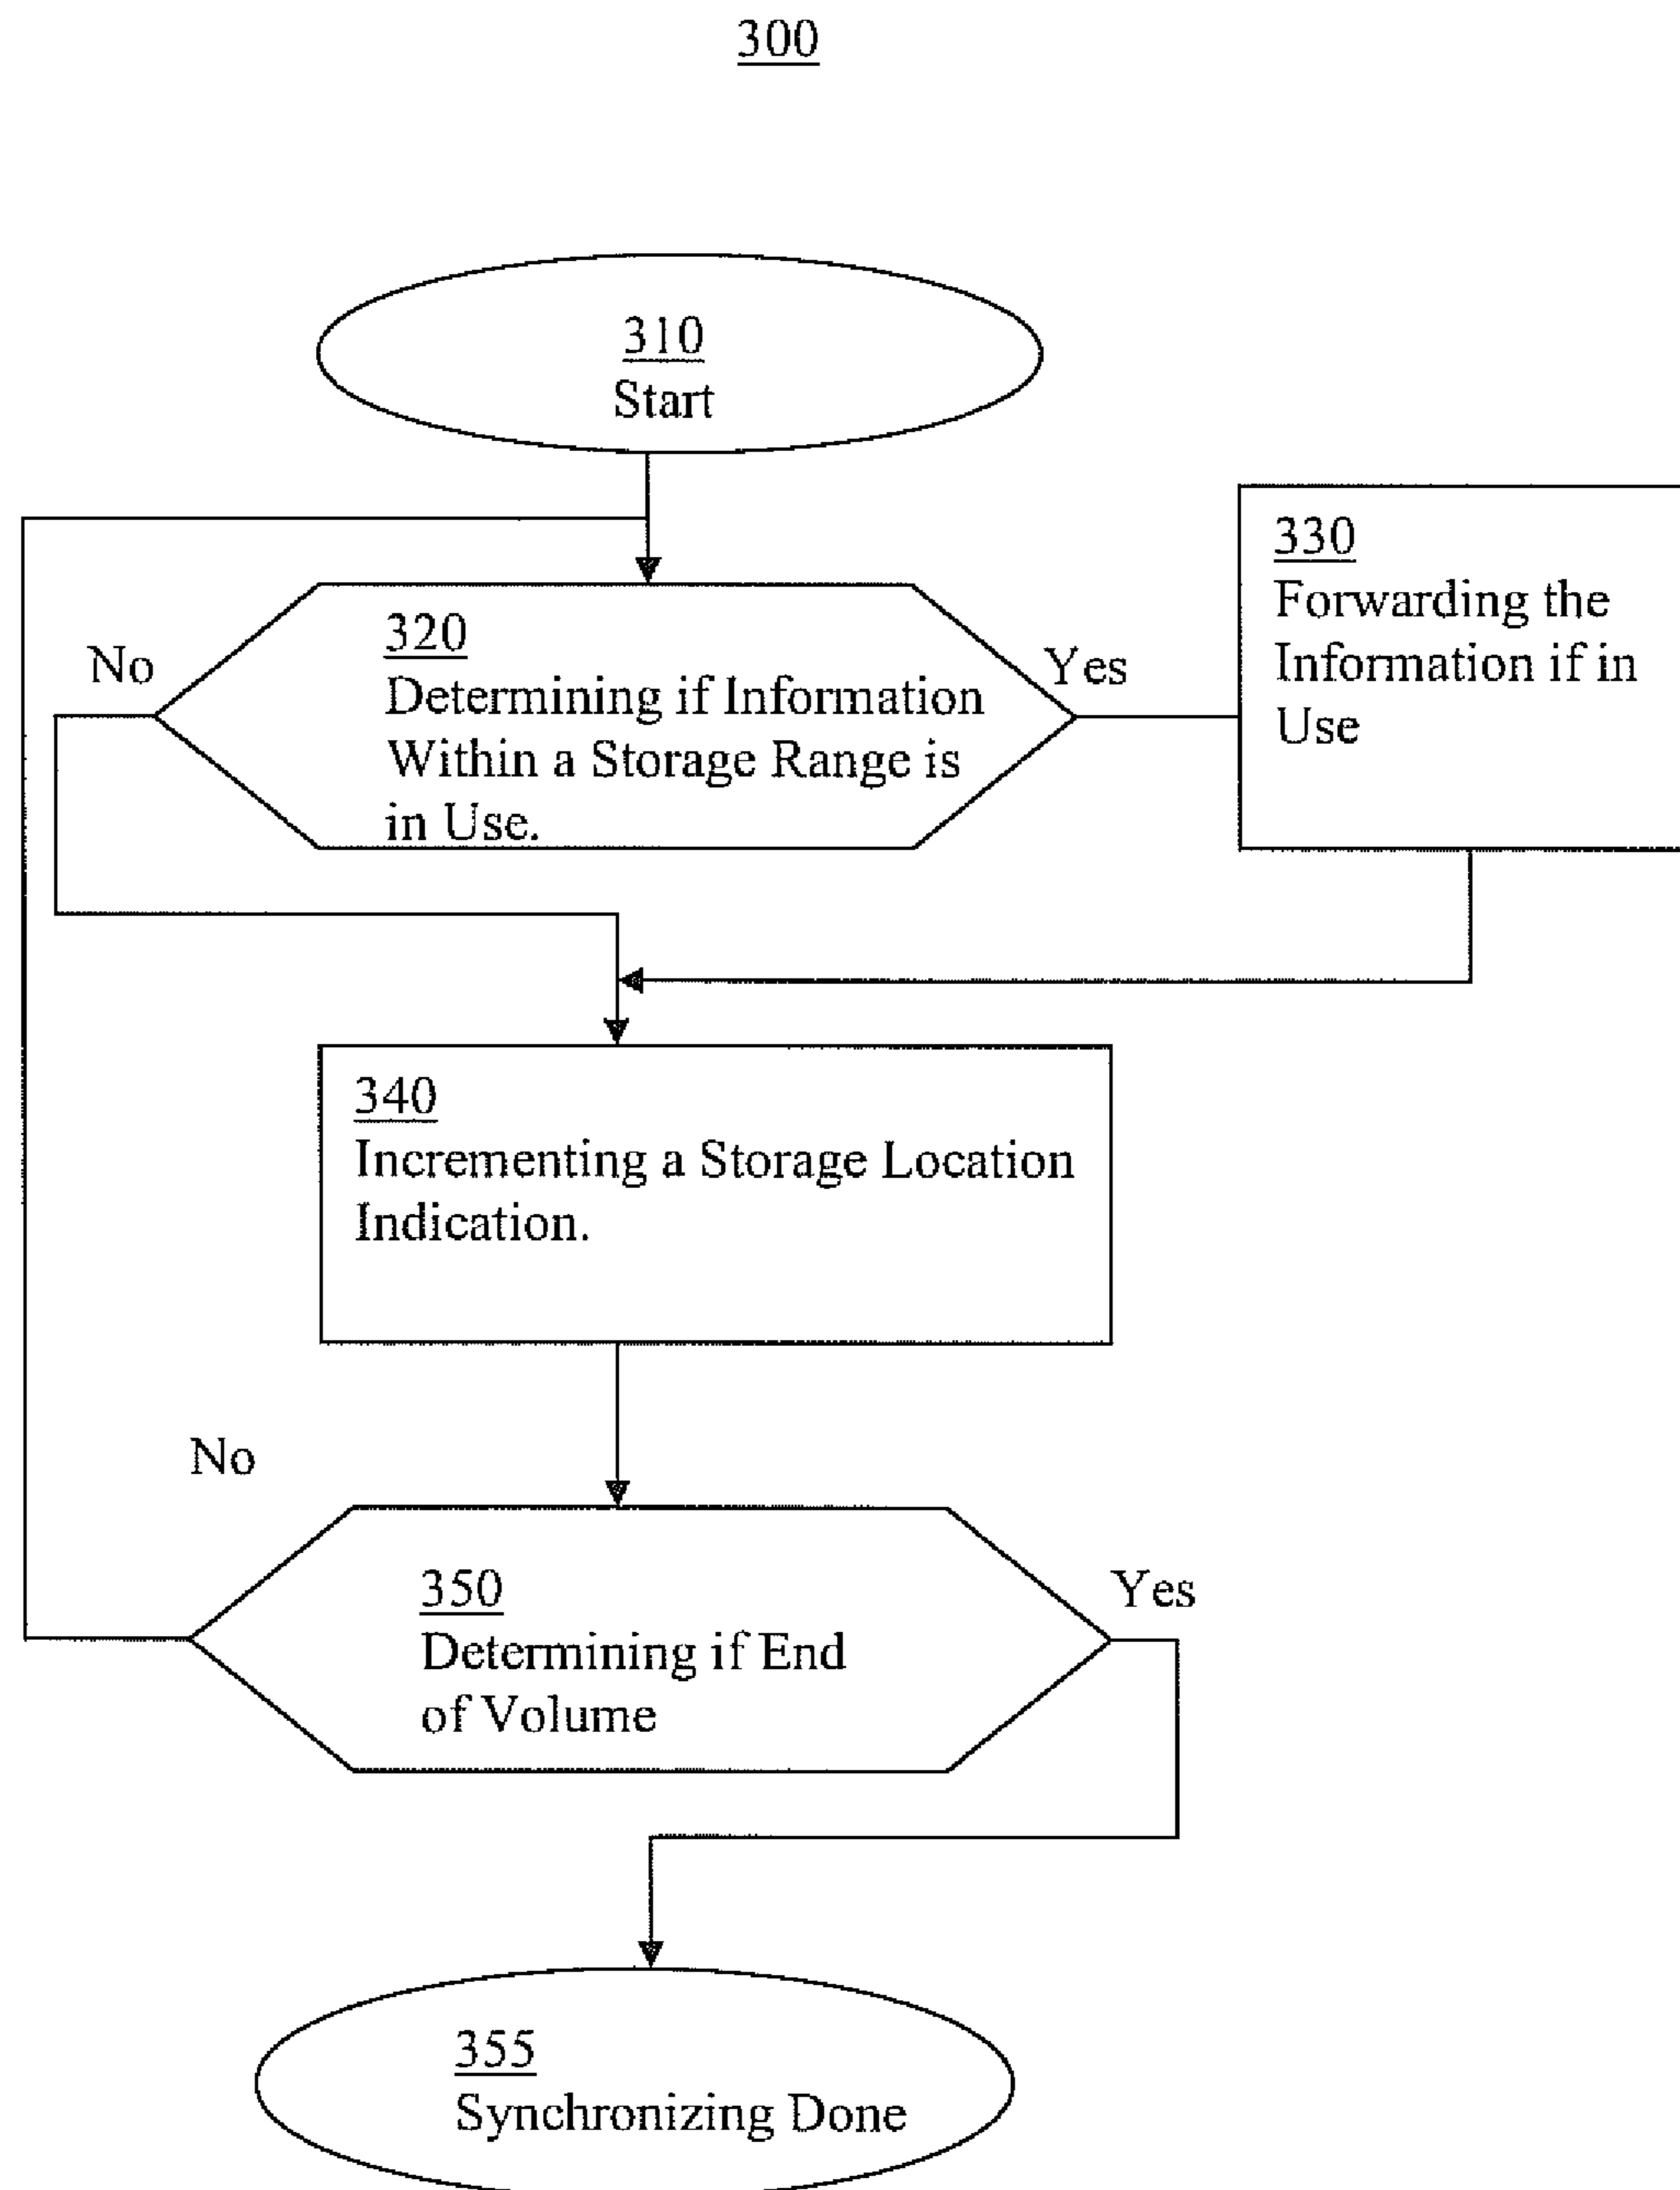 300
310
Start
330
Forwarding the
Information if in
Use
No
320
Determining if Information
Within a Storage Range is
in Use.
Yes
340
Incrementing a Storage Location
Indication.
No
350
Determining if End
of Volume
Yes
355
Synchronizing Done